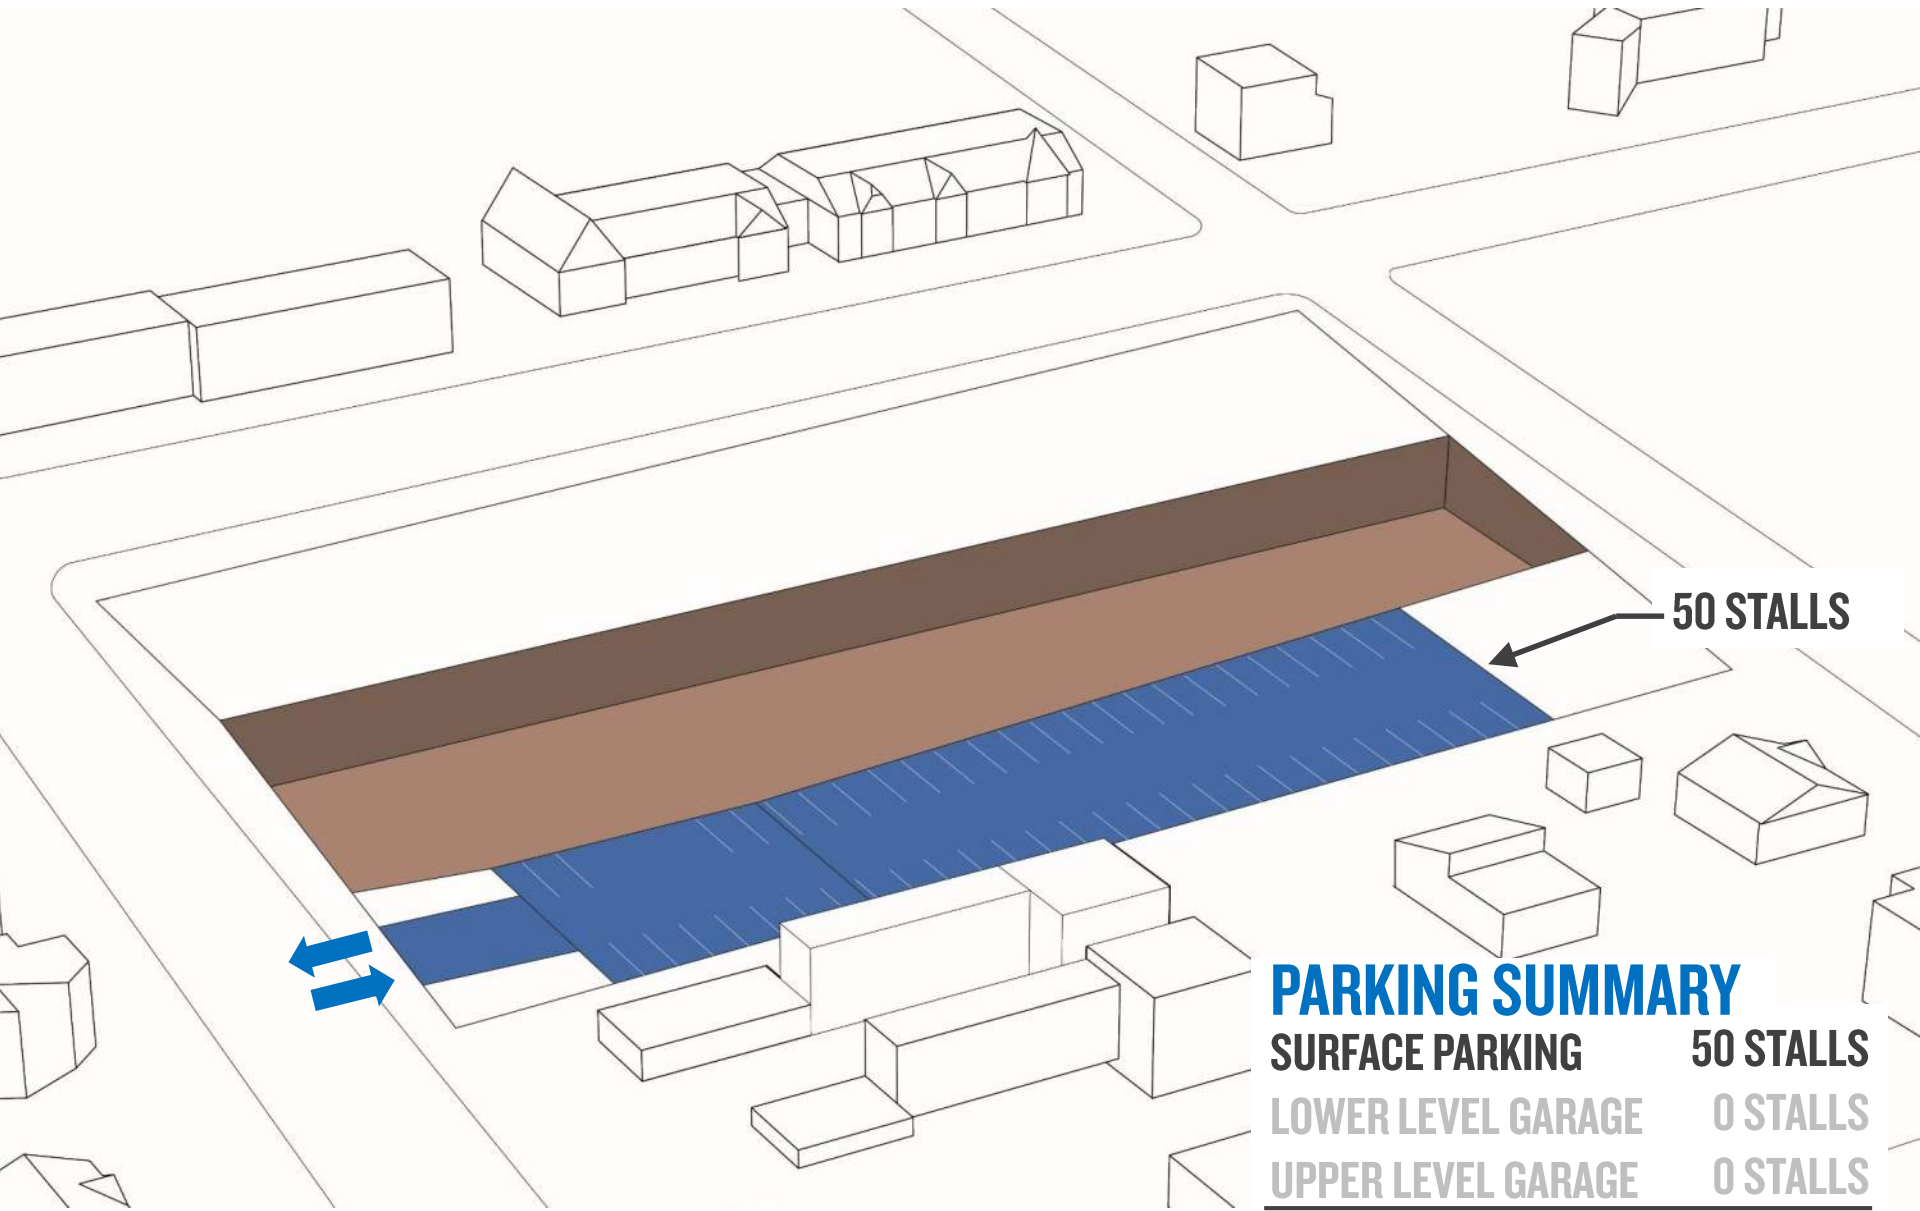 50 STALLS
PARKING SUMMARY
SURFACE PARKING 50 STALLS
LOWER LEVEL GARAGE 0 STALLS
UPPER LEVEL GARAGE 0 STALLS